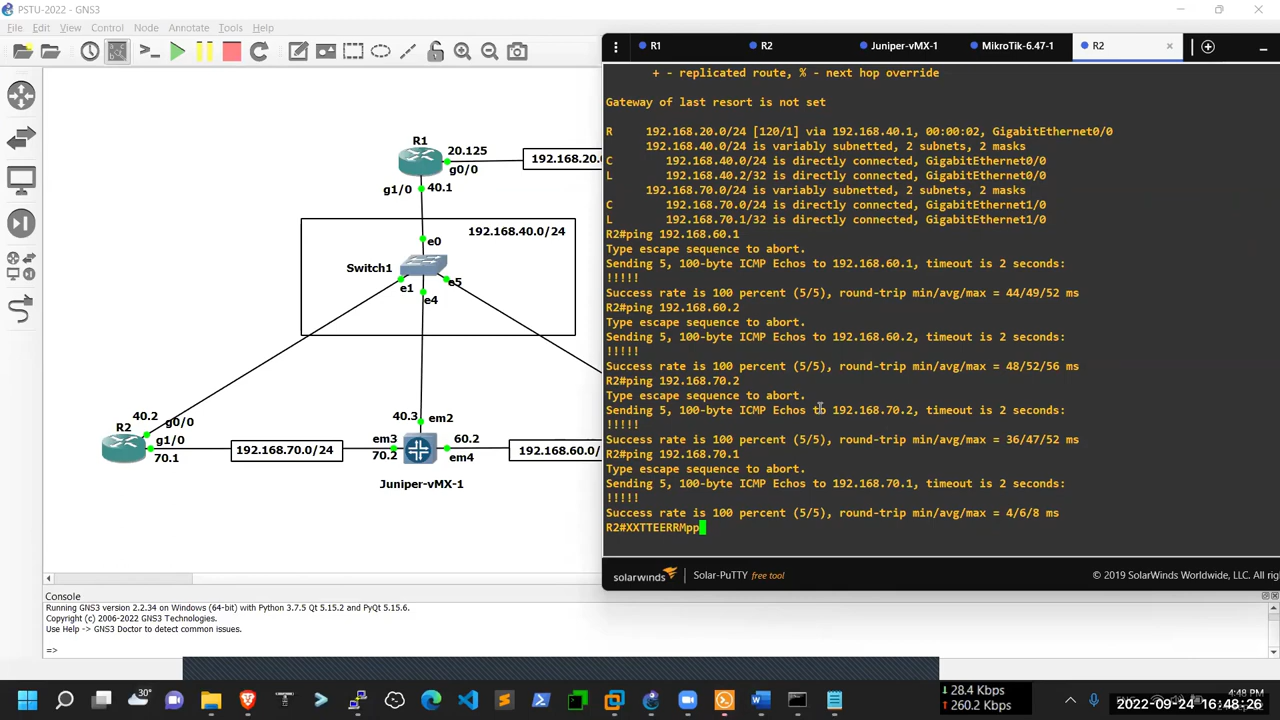 PSTU-2022 - GNS3
File Edit View Control Node Annotate Tools Help
R1 R2 Juniper-vMX-1 MikroTik-6.47-1 R2
+ - replicated route, % - next hop override
Gateway of last resort is not set
R 192.168.20.0/24 [120/1] via 192.168.40.1, 00:00:02, GigabitEthernet0/0
192.168.40.0/24 is variably subnetted, 2 subnets, 2 masks
C 192.168.40.0/24 is directly connected, GigabitEthernet0/0
L 192.168.40.2/32 is directly connected, GigabitEthernet0/0
192.168.70.0/24 is variably subnetted, 2 subnets, 2 masks
C 192.168.70.0/24 is directly connected, GigabitEthernet1/0
L 192.168.70.1/32 is directly connected, GigabitEthernet1/0
R2#ping 192.168.60.1
Type escape sequence to abort.
Sending 5, 100-byte ICMP Echos to 192.168.60.1, timeout is 2 seconds:
!!!!!
Success rate is 100 percent (5/5), round-trip min/avg/max = 44/49/52 ms
R2#ping 192.168.60.2
Type escape sequence to abort.
Sending 5, 100-byte ICMP Echos to 192.168.60.2, timeout is 2 seconds:
!!!!!
Success rate is 100 percent (5/5), round-trip min/avg/max = 48/52/56 ms
R2#ping 192.168.70.2
Type escape sequence to abort.
Sending 5, 100-byte ICMP Echos to 192.168.70.2, timeout is 2 seconds:
!!!!!
Success rate is 100 percent (5/5), round-trip min/avg/max = 36/47/52 ms
R2#ping 192.168.70.1
Type escape sequence to abort.
Sending 5, 100-byte ICMP Echos to 192.168.70.1, timeout is 2 seconds:
!!!!!
Success rate is 100 percent (5/5), round-trip min/avg/max = 4/6/8 ms
R2#XXTTEERRMpp
solarwinds Solar-PuTTY free tool © 2019 SolarWinds Worldwide, LLC. All
R1
20.125
192.168.20.
g0/0
g1/0 40.1
192.168.40.0/24
e0
Switch1
e1 e5
e4
40.2
R2 g0/0
g1/0
70.1
192.168.70.0/24
40.3 em2
em3 60.2
70.2 em4
192.168.60.
Juniper-vMX-1
Console
Running GNS3 version 2.2.34 on Windows (64-bit) with Python 3.7.5 Qt 5.15.2 and PyQt 5.15.6.
Copyright (c) 2006-2022 GNS3 Technologies.
Use Help -> GNS3 Doctor to detect common issues.
=>
30°
28.4 Kbps
260.2 Kbps
4:48 PM
2022-09-24 16:48:26